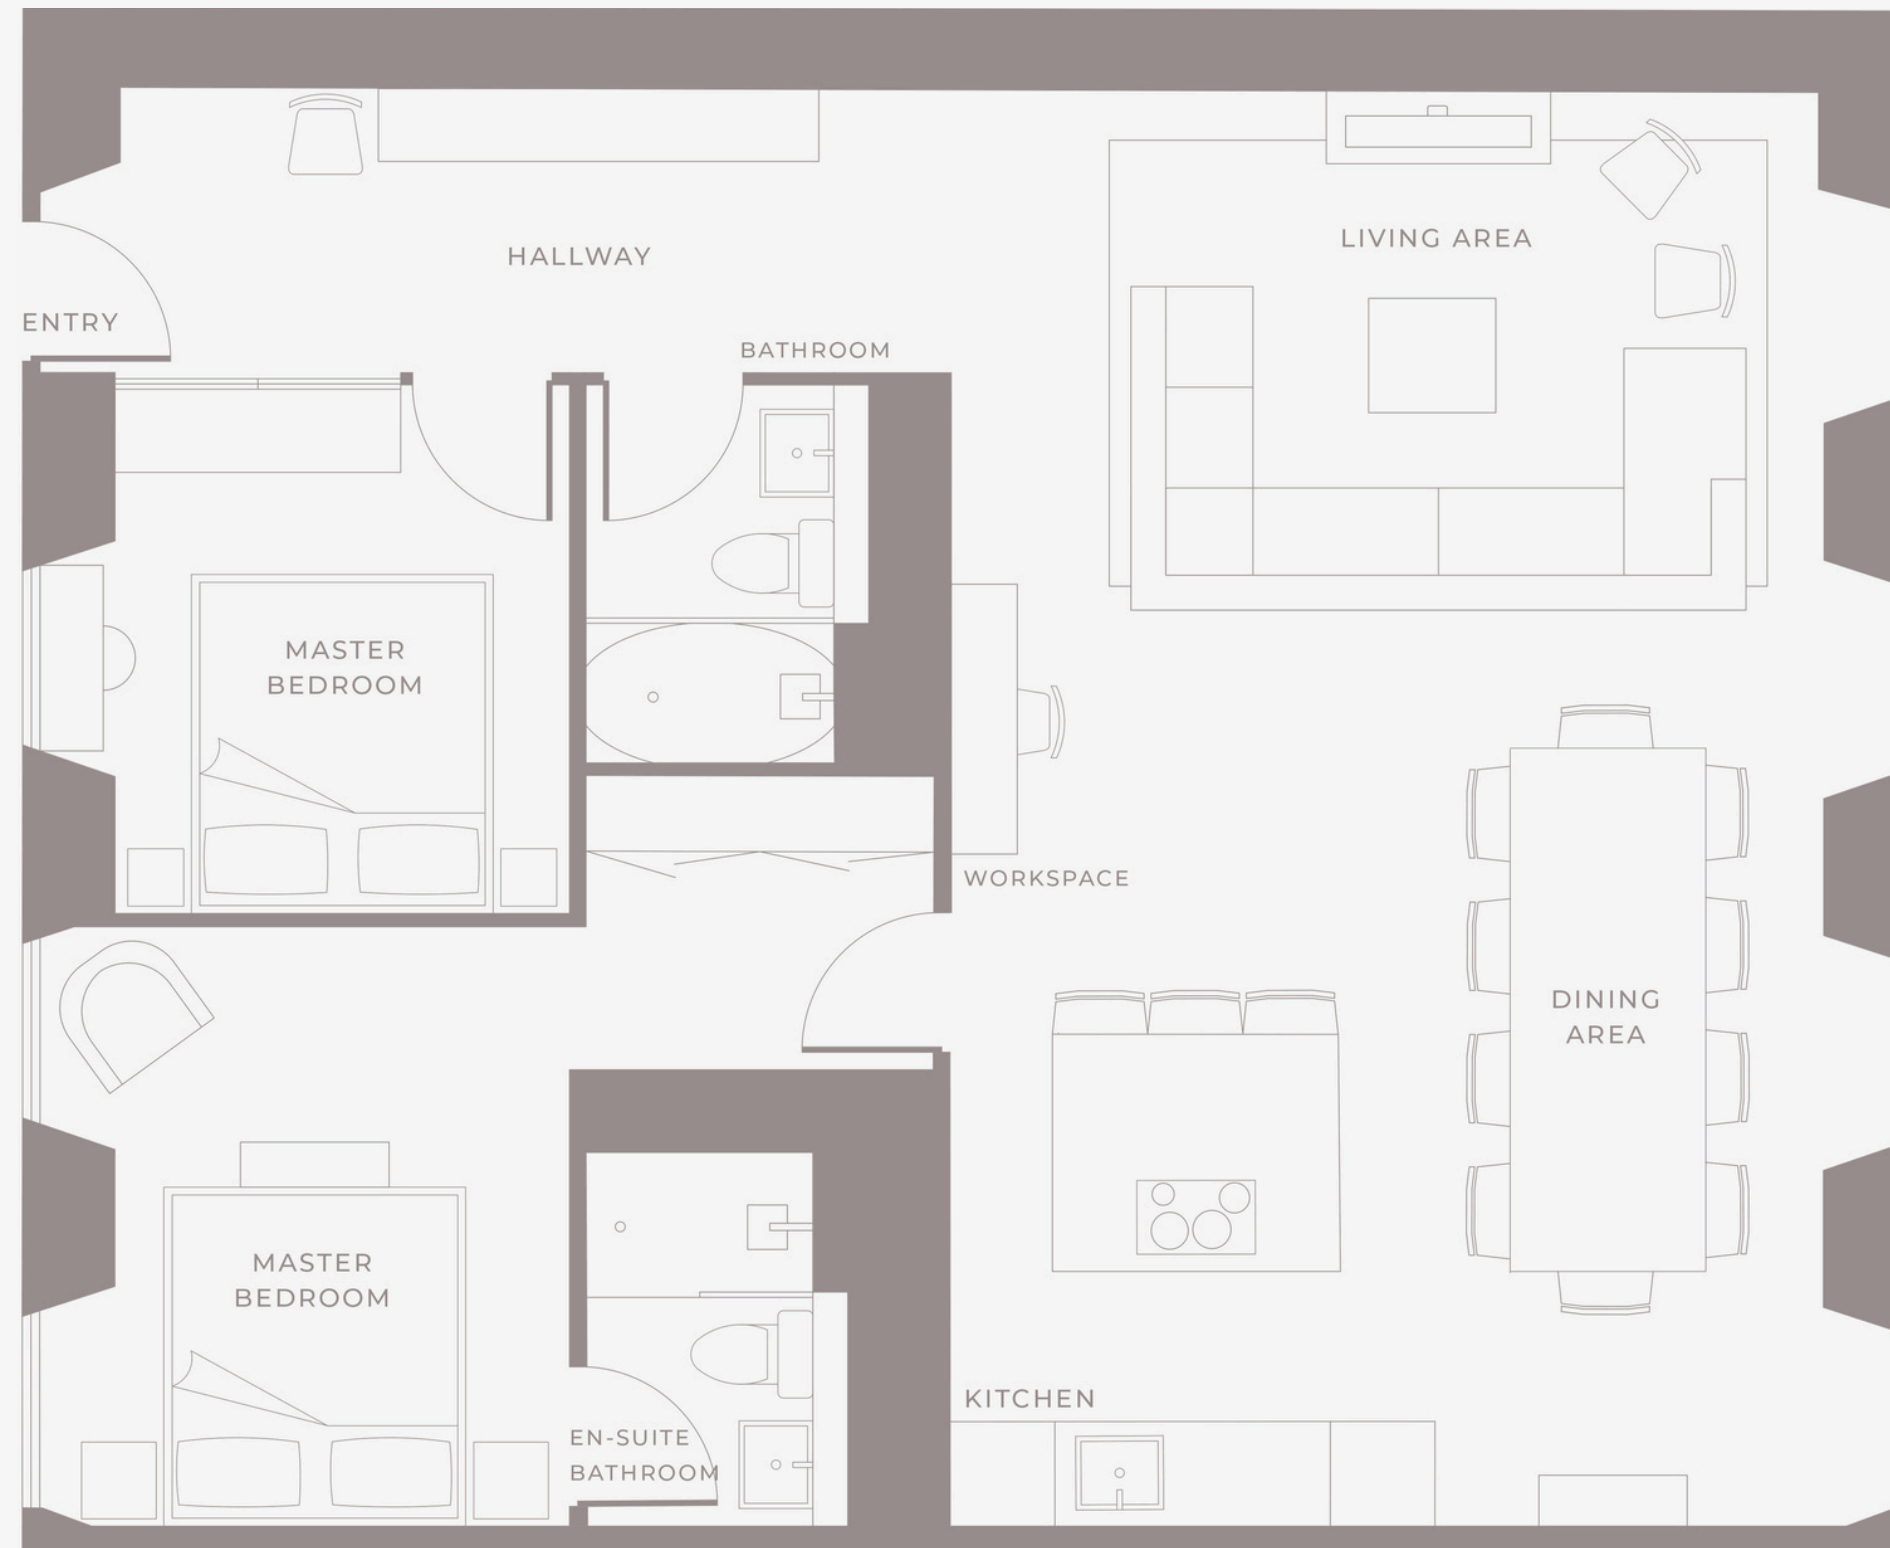 HALLWAY
LIVING AREA
ENTRY
BATHROOM
MASTER
BEDROOM
WORKSPACE
DINING
AREA
MASTER
BEDROOM
KITCHEN
EN-SUITE
BATHROOM